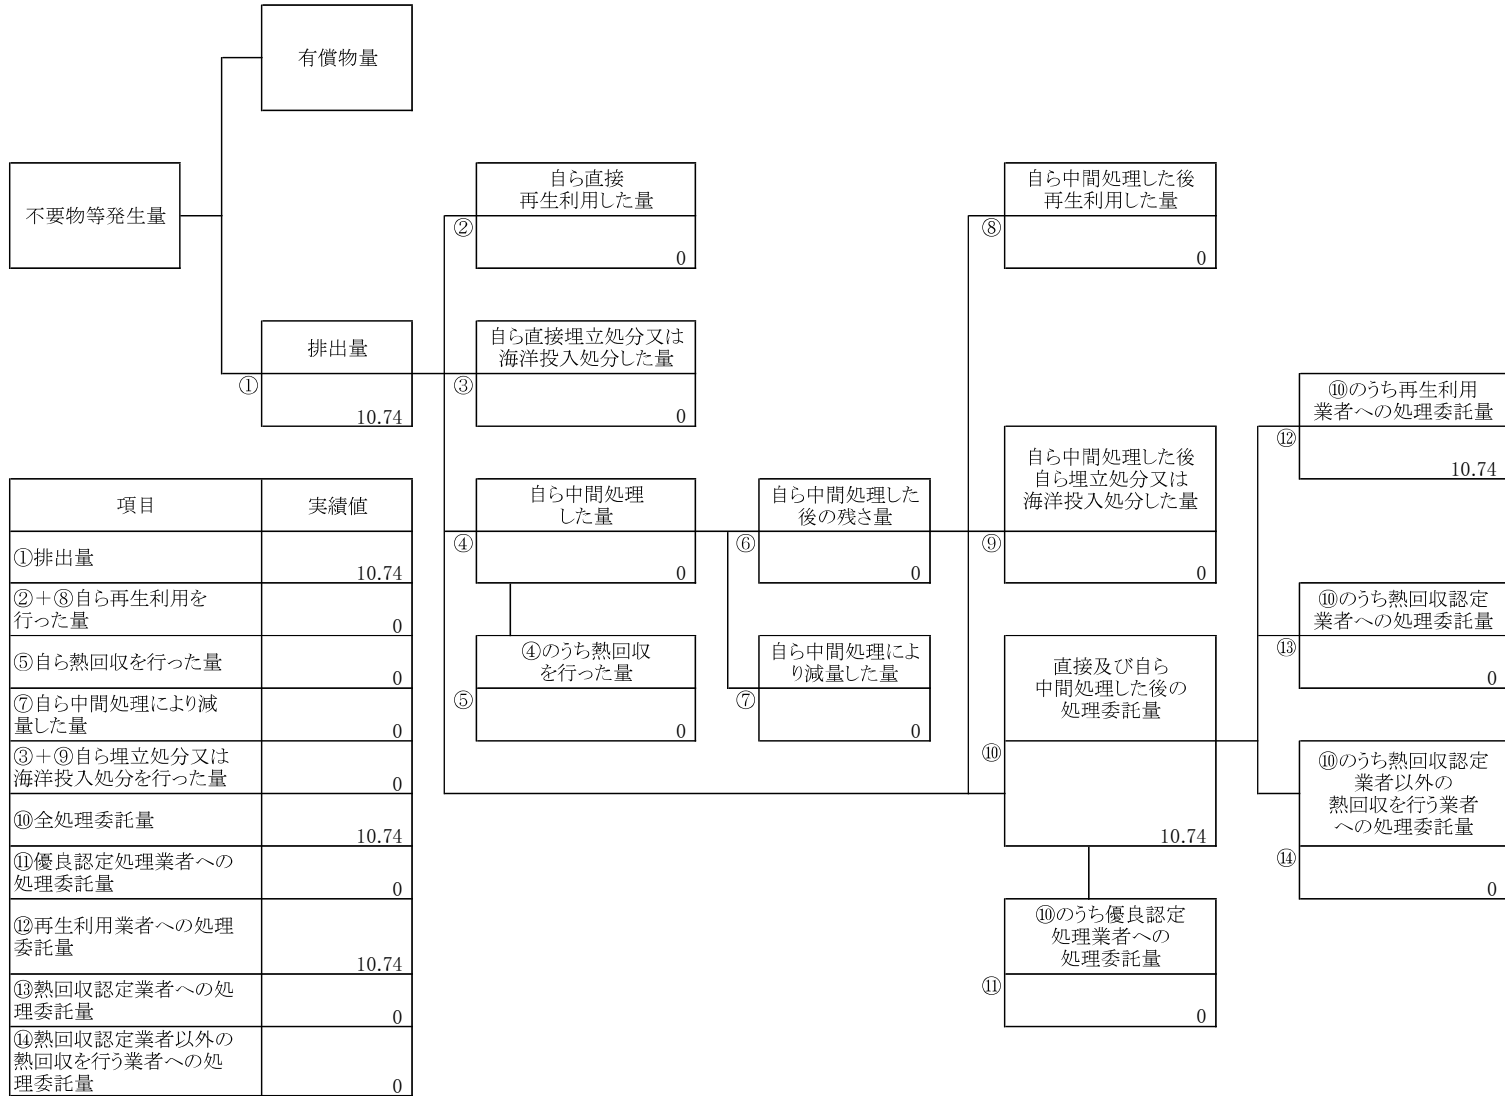 有償物量
不要物等発生量
自ら直接
再生利用した量
②
0
自ら中間処理した後
再生利用した量
⑧
0
排出量
①
10.74
自ら直接埋立処分又は
海洋投入処分した量
③
0
⑩のうち再生利用
業者への処理委託量
⑫
10.74
自ら中間処理
した量
④
0
自ら中間処理した
後の残さ量
⑥
0
自ら中間処理した後
自ら埋立処分又は
海洋投入処分した量
⑨
0
⑩のうち熱回収認定
業者への処理委託量
⑬
0
④のうち熱回収
を行った量
⑤
0
自ら中間処理によ
り減量した量
⑦
0
直接及び自ら
中間処理した後の
処理委託量
⑩
10.74
⑩のうち熱回収認定
業者以外の
熱回収を行う業者
への処理委託量
⑭
0
⑩のうち優良認定
処理業者への
処理委託量
⑪
0
項目 実績値
①排出量
10.74
②＋⑧自ら再生利用を
行った量
0
⑤自ら熱回収を行った量
0
⑦自ら中間処理により減
量した量
0
③＋⑨自ら埋立処分又は
海洋投入処分を行った量
0
⑩全処理委託量
10.74
⑪優良認定処理業者への
処理委託量
0
⑫再生利用業者への処理
委託量
10.74
⑬熱回収認定業者への処
理委託量
0
⑭熱回収認定業者以外の
熱回収を行う業者への処
理委託量
0